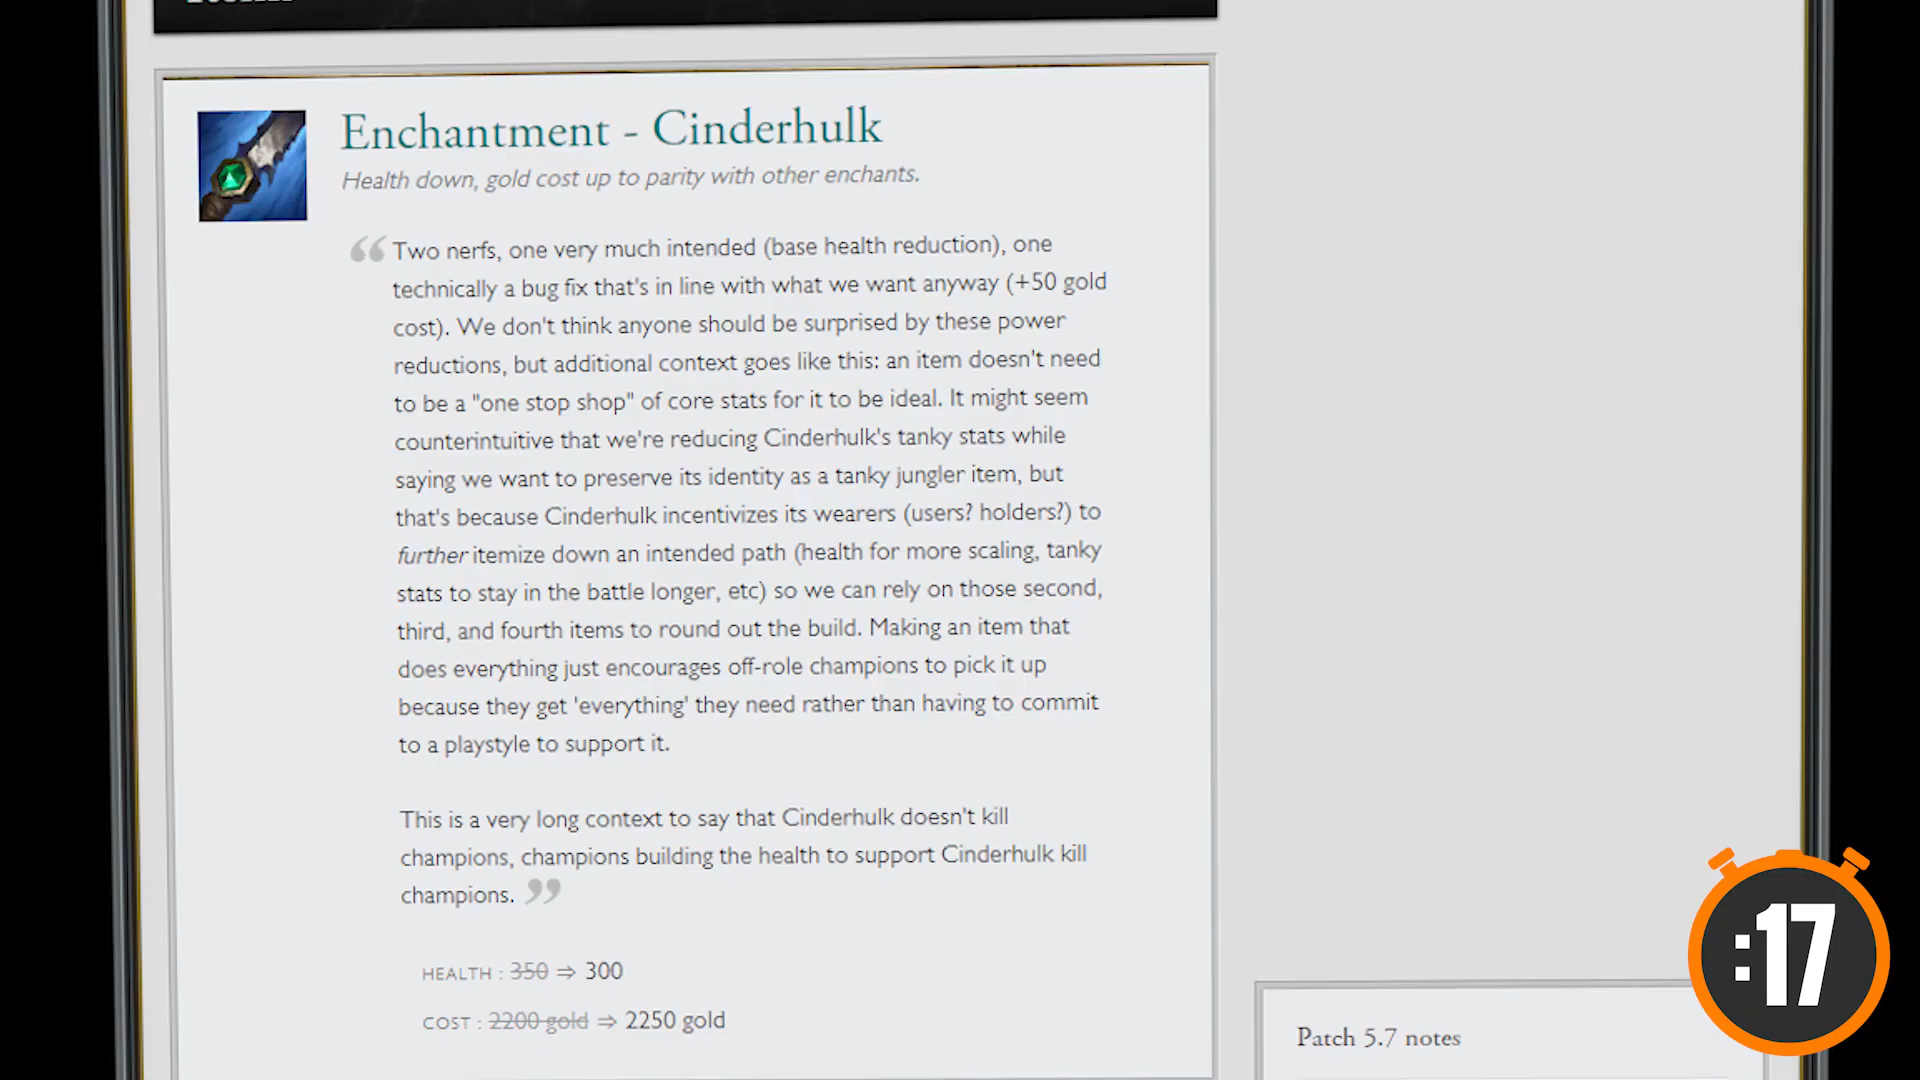 Enchantment - Cinderhulk
Health down, gold cost up to parity with other enchants.
“ Two nerfs, one very much intended (base health reduction), one
technically a bug fix that's in line with what we want anyway (+50 gold
cost). We don't think anyone should be surprised by these power
reductions, but additional context goes like this: an item doesn't need
to be a "one stop shop" of core stats for it to be ideal. It might seem
counterintuitive that we're reducing Cinderhulk's tanky stats while
saying we want to preserve its identity as a tanky jungler item, but
that's because Cinderhulk incentivizes its wearers (users? holders?) to
further itemize down an intended path (health for more scaling, tanky
stats to stay in the battle longer, etc) so we can rely on those second,
third, and fourth items to round out the build. Making an item that
does everything just encourages off-role champions to pick it up
because they get 'everything' they need rather than having to commit
to a playstyle to support it.
This is a very long context to say that Cinderhulk doesn't kill
champions, champions building the health to support Cinderhulk kill
champions. ”
HEALTH : 350 ⇒ 300
COST : 2200 gold ⇒ 2250 gold
Patch 5.7 notes
:17